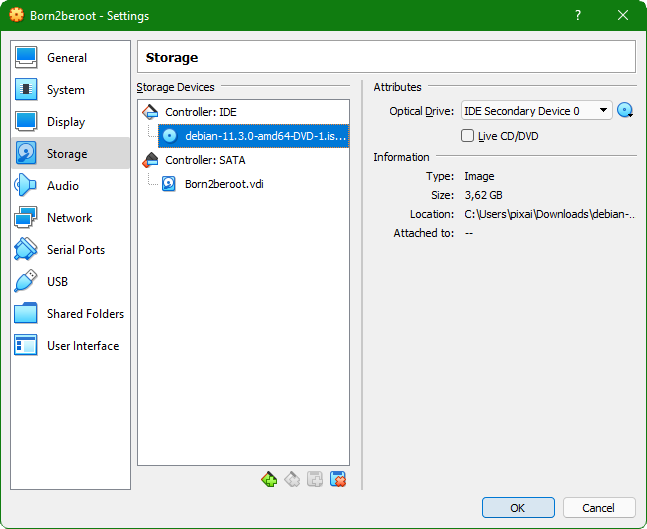 Born2beroot - Settings
?
General
System
Display
Storage
Audio
Network
Serial Ports
USB
Shared Folders
User Interface
Storage
Storage Devices
Controller: IDE
debian-11.3.0-amd64-DVD-1.is...
Controller: SATA
Born2beroot.vdi
Attributes
Optical Drive: IDE Secondary Device 0
Live CD/DVD
Information
Type: Image
Size: 3,62 GB
Location: C:\Users\pixai\Downloads\debian-..
Attached to: --
OK
Cancel